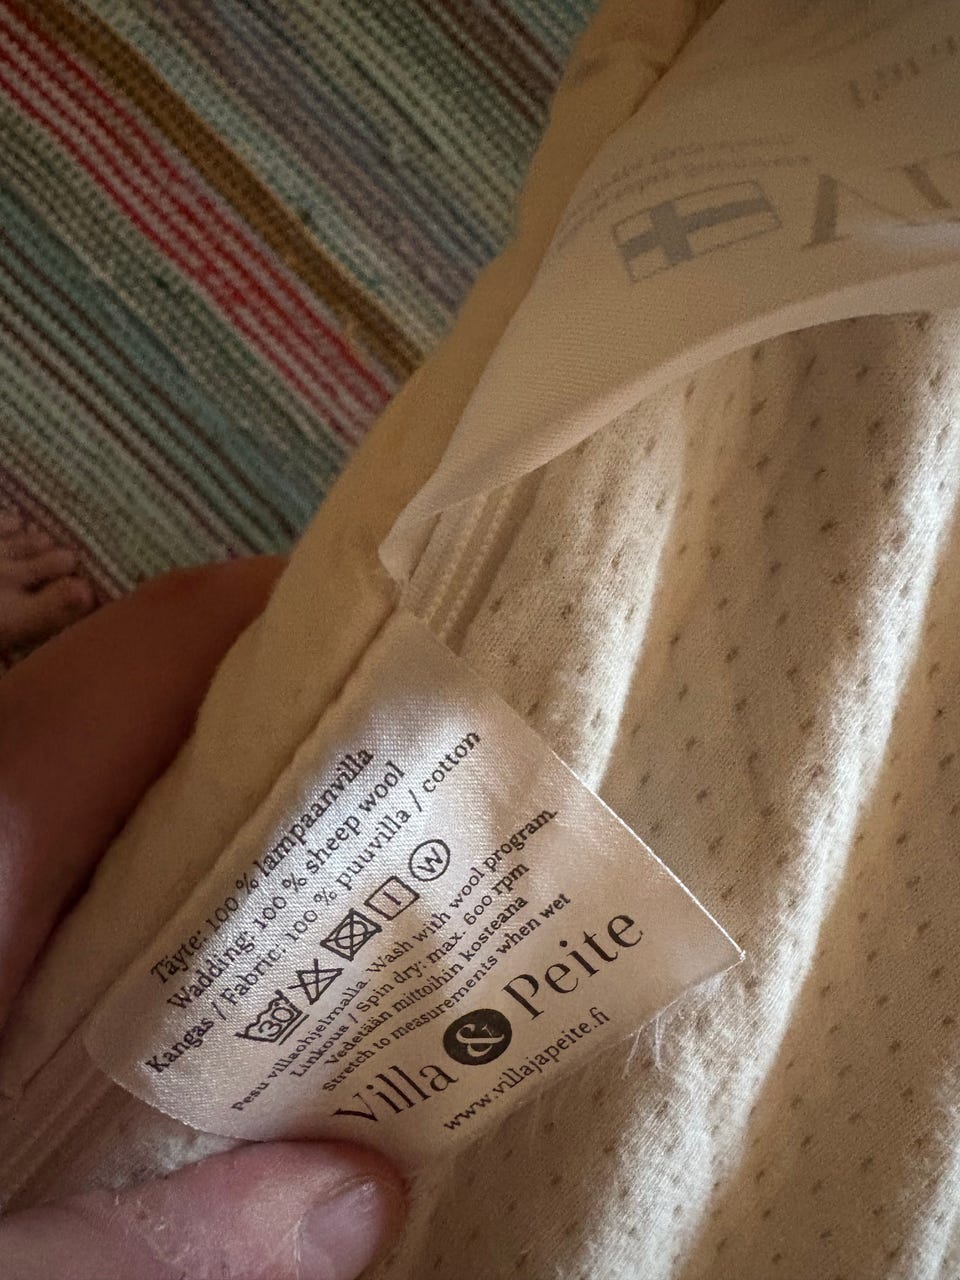 Täyte: 100 % lampaanvilla
Wadding: 100 % sheep wool
Kangas / Fabric: 100 % puuvilla / cotton
30 W
Pesu villaohjelmalla Wash with wool program.
Linkous / Spin dry: max. 600 rpm
Vedetään mittoihin kosteana
Stretch to measurements when wet
Villa & Peite
www.villajapeite.fi